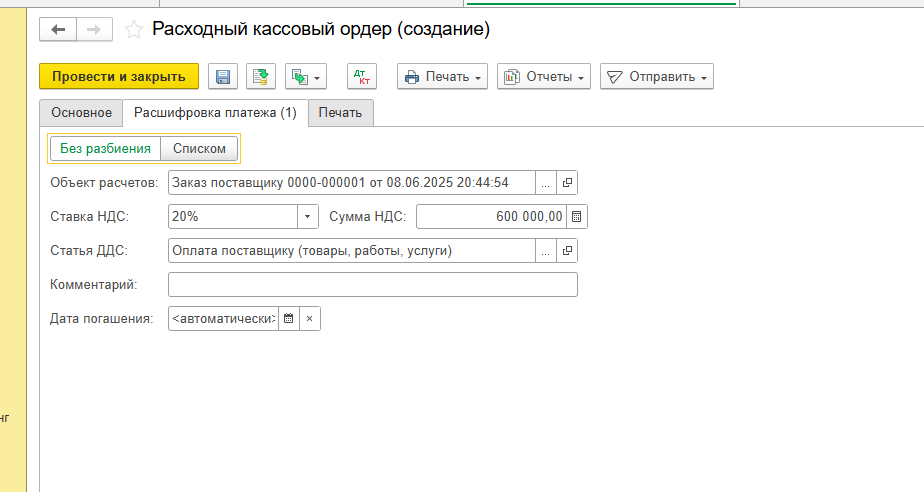 Расходный кассовый ордер (создание)
Провести и закрыть Дт Кт Печать Отчеты Отправить
Основное Расшифровка платежа (1) Печать
Без разбиения Списком
Объект расчетов: Заказ поставщику 0000-000001 от 08.06.2025 20:44:54 ...
Ставка НДС: 20% Сумма НДС: 600 000,00
Статья ДДС: Оплата поставщику (товары, работы, услуги) ...
Комментарий:
Дата погашения: <автоматически> ×
нг